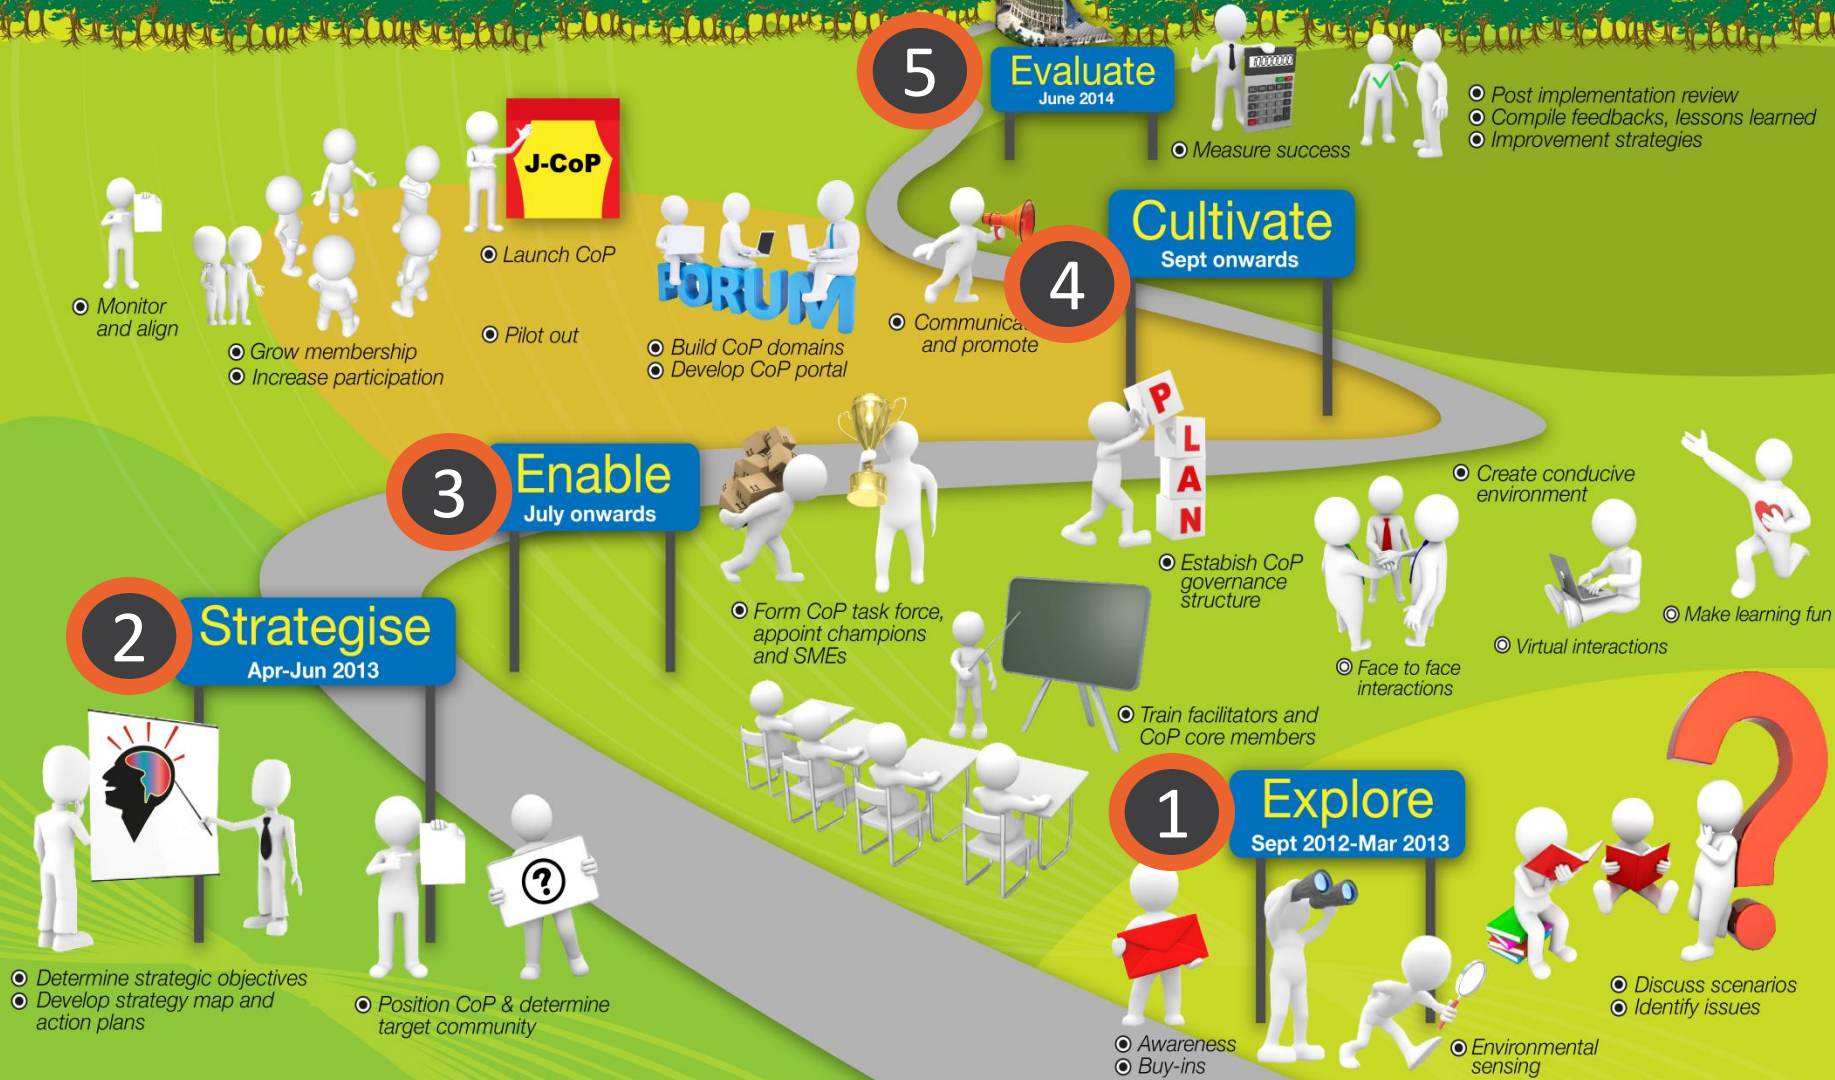 5
Evaluate
June 2014
10000000
Measure success
Post implementation review
Compile feedbacks, lessons learned
Improvement strategies
J-CoP
Launch CoP
Pilot out
Monitor
and align
Grow membership
Increase participation
FORUM
Build CoP domains
Develop CoP portal
Communica
and promote
4
Cultivate
Sept onwards
3
Enable
July onwards
PLAN
Form CoP task force,
appoint champions
and SMEs
Estabish CoP
governance
structure
Train facilitators and
CoP core members
Create conducive
environment
Face to face
interactions
Virtual interactions
Make learning fun
2
Strategise
Apr-Jun 2013
?
Determine strategic objectives
Develop strategy map and
action plans
Position CoP & determine
target community
1
Explore
Sept 2012-Mar 2013
?
Awareness
Buy-ins
Environmental
sensing
Discuss scenarios
Identify issues